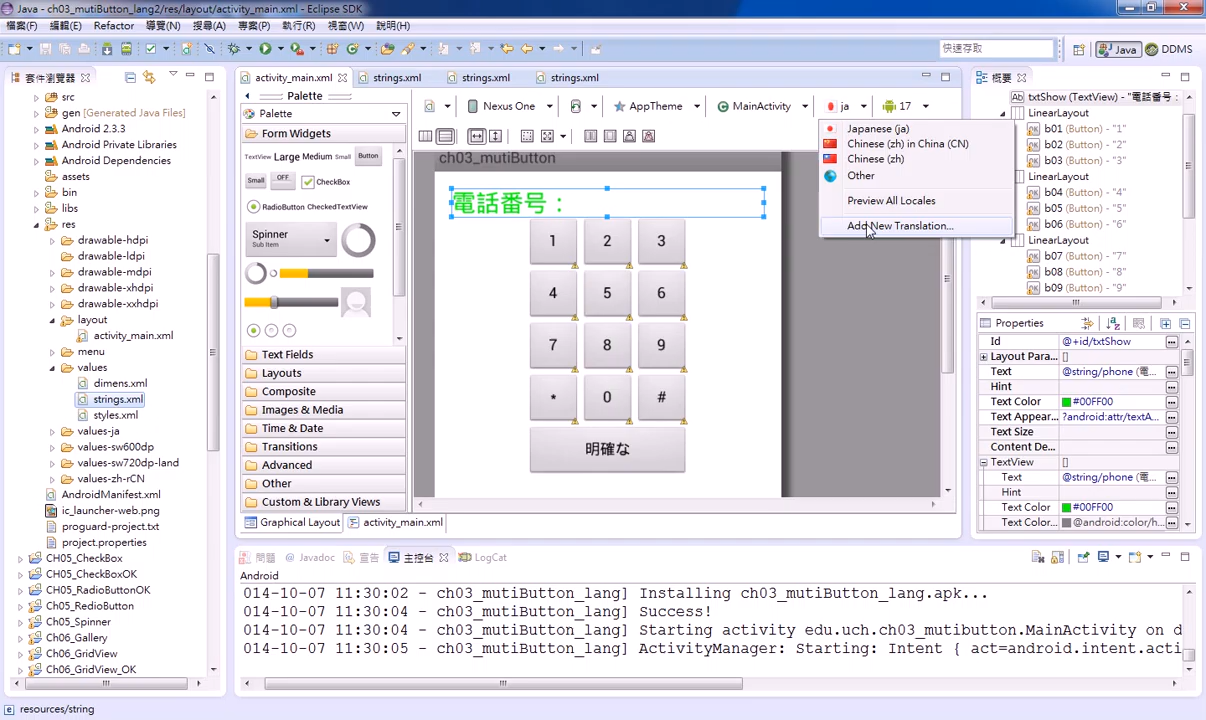 Java - ch03_mutiButton_lang2/res/layout/activity_main.xml - Eclipse SDK
檔案(F) 編輯(E) Refactor 導覽(N) 搜尋(A) 專案(P) 執行(R) 視窗(W) 說明(H)
快速存取
Java
DDMS
套件瀏覽器
src
gen [Generated Java Files]
Android 2.3.3
Android Private Libraries
Android Dependencies
assets
bin
libs
res
drawable-hdpi
drawable-ldpi
drawable-mdpi
drawable-xhdpi
drawable-xxhdpi
layout
activity_main.xml
menu
values
dimens.xml
strings.xml
styles.xml
values-ja
values-sw600dp
values-sw720dp-land
values-zh-rCN
AndroidManifest.xml
ic_launcher-web.png
proguard-project.txt
project.properties
CH05_CheckBox
CH05_CheckBoxOK
CH05_RadioButtonOK
Ch05_RedioButton
Ch05_Spinner
Ch06_Gallery
Ch06_GridView
Ch06_GridView_OK
activity_main.xml strings.xml strings.xml strings.xml
Palette
Palette
Form Widgets
TextView Large Medium Small Button
Small OFF CheckBox
RadioButton CheckedTextView
Spinner
Sub Item
Text Fields
Layouts
Composite
Images & Media
Time & Date
Transitions
Advanced
Other
Custom & Library Views
Nexus One AppTheme MainActivity ja 17
ch03_mutiButton
電話番号：
1 2 3
4 5 6
7 8 9
* 0 #
明確な
Japanese (ja)
Chinese (zh) in China (CN)
Chinese (zh)
Other
Preview All Locales
Add New Translation...
Graphical Layout activity_main.xml
概要
txtShow (TextView) - "電話番号：
LinearLayout
b01 (Button) - "1"
b02 (Button) - "2"
b03 (Button) - "3"
LinearLayout
b04 (Button) - "4"
b05 (Button) - "5"
b06 (Button) - "6"
LinearLayout
b07 (Button) - "7"
b08 (Button) - "8"
b09 (Button) - "9"
Properties
Id @+id/txtShow
Layout Para... []
Text @string/phone (電...
Hint
Text Color #00FF00
Text Appear... ?android:attr/textA...
Text Size
Content De...
TextView []
Text @string/phone (電...
Hint
Text Color #00FF00
Text Color... @android:color/h...
問題 Javadoc 宣告 主控台 LogCat
Android
014-10-07 11:30:02 - ch03_mutiButton_lang] Installing ch03_mutiButton_lang.apk...
014-10-07 11:30:04 - ch03_mutiButton_lang] Success!
014-10-07 11:30:04 - ch03_mutiButton_lang] Starting activity edu.uch.ch03_mutibutton.MainActivity on d
014-10-07 11:30:05 - ch03_mutiButton_lang] ActivityManager: Starting: Intent { act=android.intent.acti
resources/string